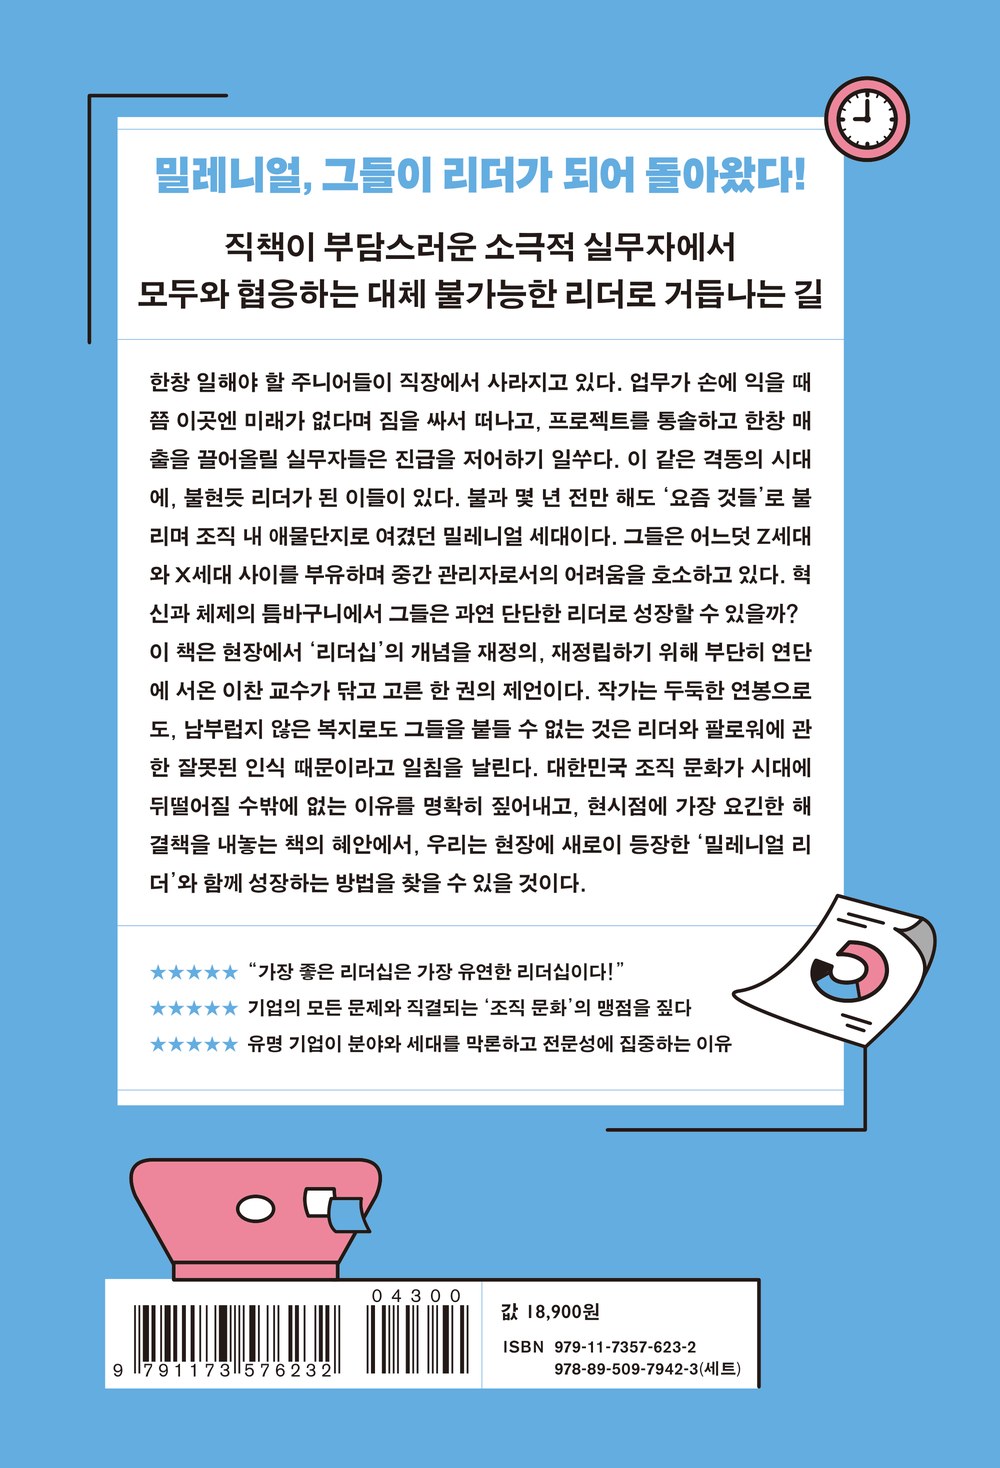 밀레니얼, 그들이 리더가 되어 돌아왔다!
직책이 부담스러운 소극적 실무자에서
모두와 협응하는 대체 불가능한 리더로 거듭나는 길
한창 일해야 할 주니어들이 직장에서 사라지고 있다. 업무가 손에 익을 때
쯤 이곳엔 미래가 없다며 짐을 싸서 떠나고, 프로젝트를 통솔하고 한창 매
출을 끌어올릴 실무자들은 진급을 저어하기 일쑤다. 이 같은 격동의 시대
에, 불현듯 리더가 된 이들이 있다. 불과 몇 년 전만 해도 ‘요즘 것들’로 불
리며 조직 내 애물단지로 여겼던 밀레니얼 세대이다. 그들은 어느덧 Z세대
와 X세대 사이를 부유하며 중간 관리자로서의 어려움을 호소하고 있다. 혁
신과 체제의 틈바구니에서 그들은 과연 단단한 리더로 성장할 수 있을까?
이 책은 현장에서 ‘리더십’의 개념을 재정의, 재정립하기 위해 부단히 연단
에 서온 이찬 교수가 닦고 고른 한 권의 제언이다. 작가는 두둑한 연봉으로
도, 남부럽지 않은 복지로도 그들을 붙들 수 없는 것은 리더와 팔로워에 관
한 잘못된 인식 때문이라고 일침을 날린다. 대한민국 조직 문화가 시대에
뒤떨어질 수밖에 없는 이유를 명확히 짚어내고, 현시점에 가장 요긴한 해
결책을 내놓는 책의 혜안에서, 우리는 현장에 새로이 등장한 ‘밀레니얼 리
더’와 함께 성장하는 방법을 찾을 수 있을 것이다.
★★★★★ “가장 좋은 리더십은 가장 유연한 리더십이다!”
★★★★★ 기업의 모든 문제와 직결되는 ‘조직 문화’의 맹점을 짚다
★★★★★ 유명 기업이 분야와 세대를 막론하고 전문성에 집중하는 이유
04300
9 791173 576232
값 18,900원
ISBN 979-11-7357-623-2
978-89-509-7942-3(세트)